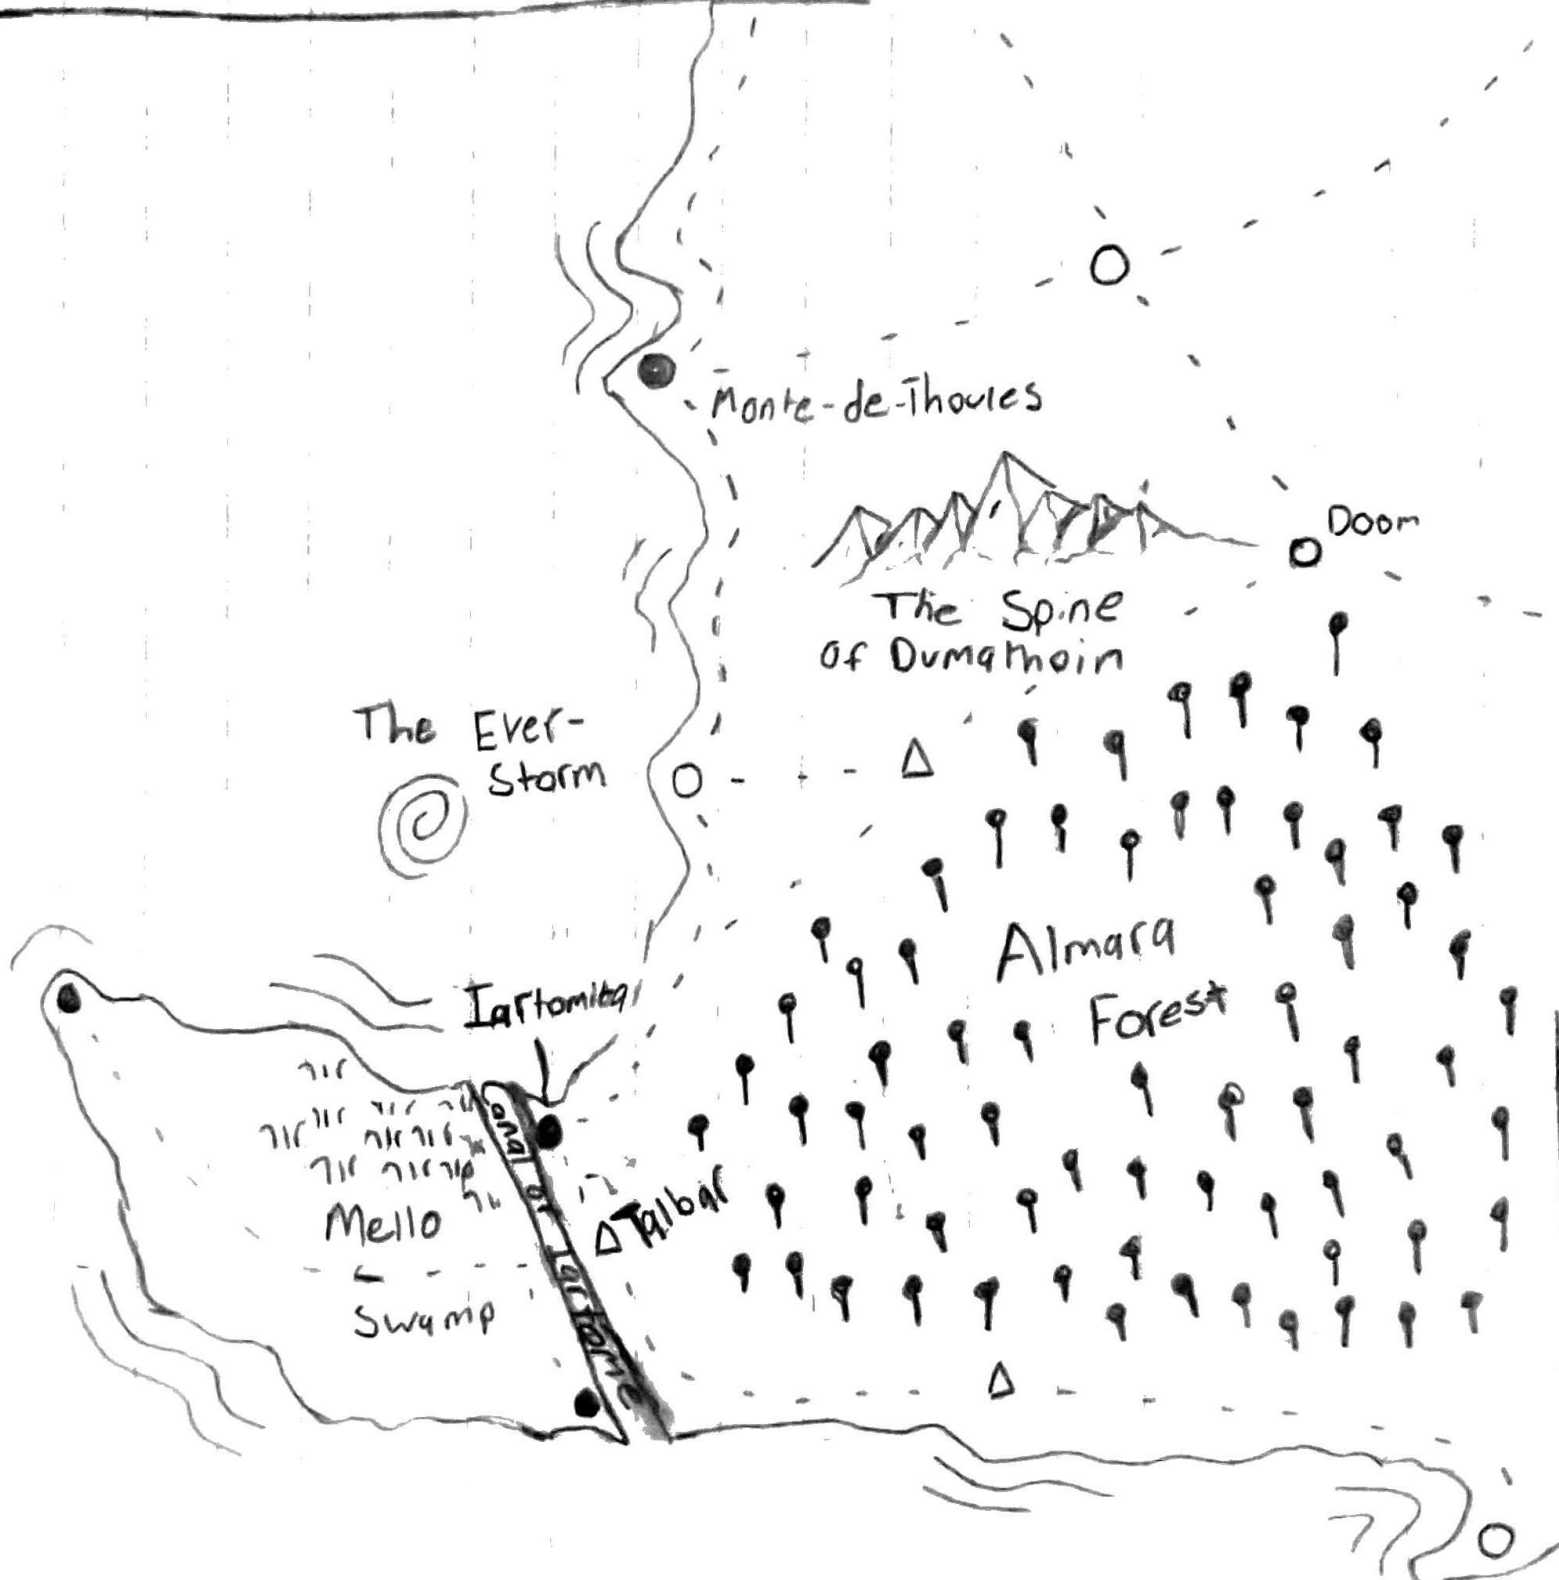 Monte-de-Thoules
Doom
The Spine
of Dumathoin
The Ever-
Storm
Almara
Forest
Iartomita
Canal of Iartome
Talbar
Mello
Swamp